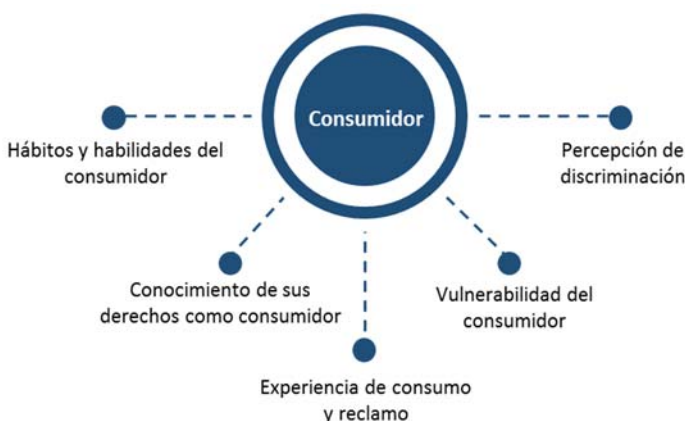 Consumidor
Hábitos y habilidades del
consumidor
Percepción de
discriminación
Conocimiento de sus
derechos como consumidor
Vulnerabilidad del
consumidor
Experiencia de consumo
y reclamo